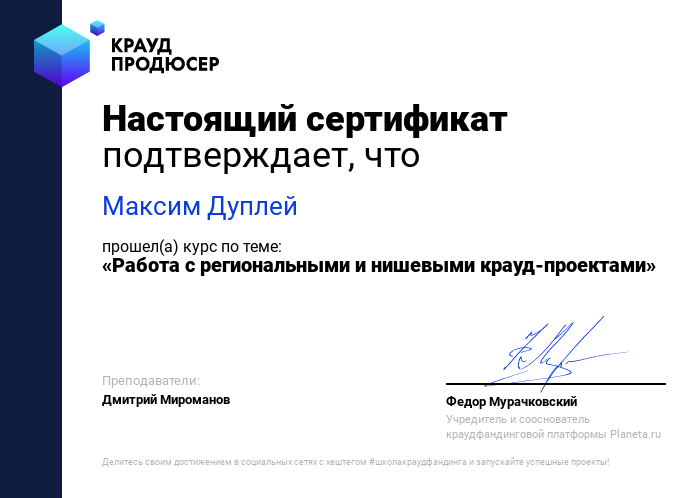 КРАУД
ПРОДЮСЕР
Настоящий сертификат
подтверждает, что
Максим Дуплей
прошел(а) курс по теме:
«Работа с региональными и нишевыми крауд-проектами»
Преподаватели:
Дмитрий Мироманов
Федор Мурачковский
Учредитель и сооснователь
краудфандинговой платформы Planeta.ru
Делитесь своим достижением в социальных сетях с хештегом #школакраудфандинга и запускайте успешные проекты!